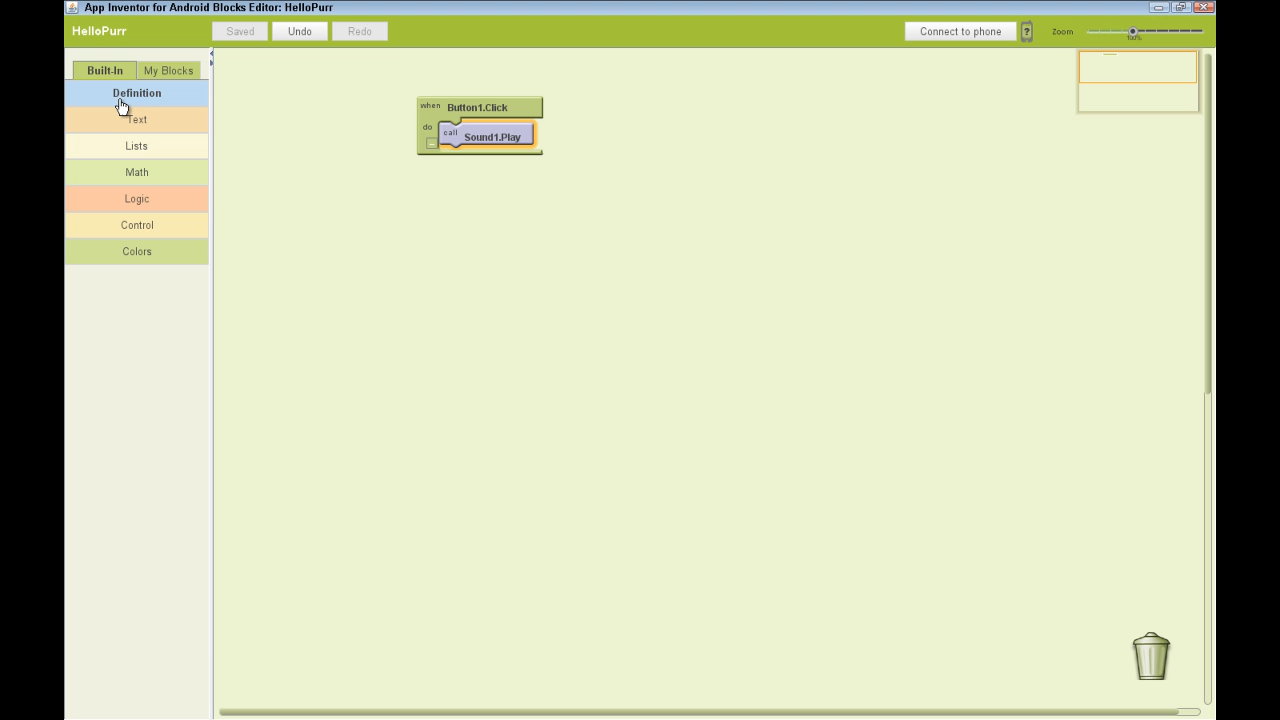 App Inventor for Android Blocks Editor: HelloPurr
HelloPurr
Saved
Undo
Redo
Connect to phone
?
Zoom
100%
Built-In
My Blocks
Definition
Text
Lists
Math
Logic
Control
Colors
when Button1.Click
do
call Sound1.Play